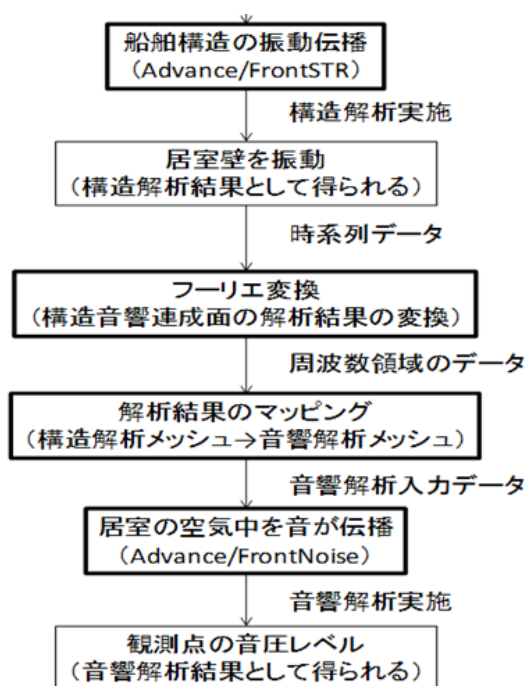 船舶構造の振動伝播
（Advance/FrontSTR）
構造解析実施
居室壁を振動
（構造解析結果として得られる）
時系列データ
フーリエ変換
（構造音響連成面の解析結果の変換）
周波数領域のデータ
解析結果のマッピング
（構造解析メッシュ→音響解析メッシュ）
音響解析入力データ
居室の空気中を音が伝播
（Advance/FrontNoise）
音響解析実施
観測点の音圧レベル
（音響解析結果として得られる）